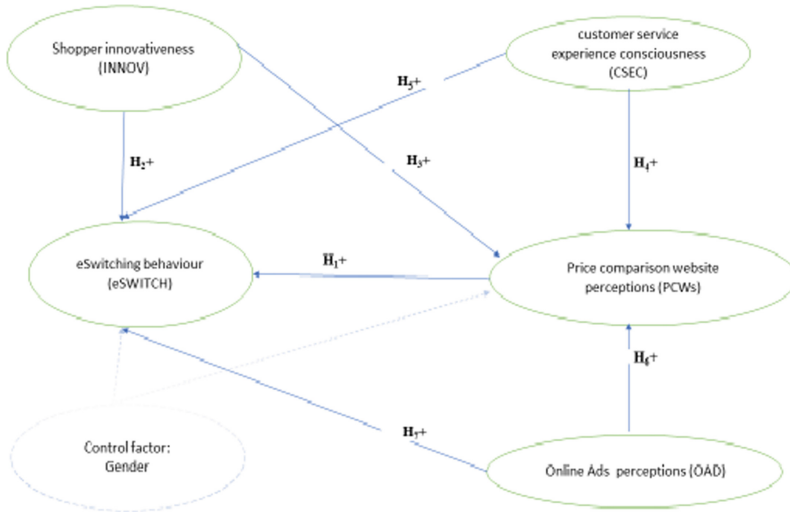 Shopper innovativeness
(INNOV)
customer service
experience consciousness
(CSEC)
H5+
H2+
H3+
H4+
eSwitching behaviour
(eSWITCH)
H1+
Price comparison website
perceptions (PCWs)
H6+
H7+
Control factor:
Gender
Online Ads perceptions (OAD)